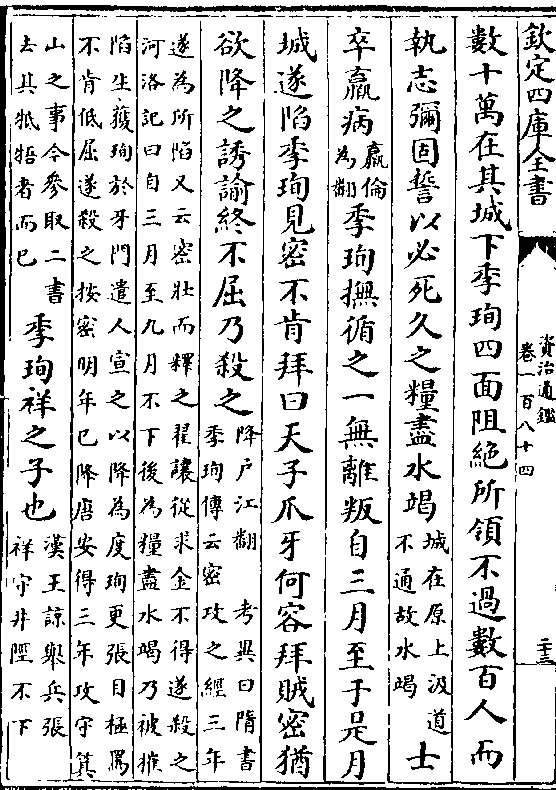 欽定四庫全書
資治通鑑
卷一百八十四
二十三
數十萬在其城下季珣四面阻絶所領不過數百人而
執志彌固誓以必死久之糧盡水竭
城在原上汲道
不通故水竭
士
卒羸病
羸倫
為翻
季珣撫循之一無離叛自三月至于是月
城遂陷季珣見密不肯拜曰天子爪牙何容拜賊密猶
欲降之誘諭終不屈乃殺之
降户江翻 考異曰隋書
季珣傳云密攻之經三年
遂為所陷又云密壯而釋之翟讓從求金不得遂殺之
河洛記曰自三月至九月不下後為糧盡水竭乃被摧
陷生獲珣於牙門遣人宣之以降為度珣更張目極罵
不肯低屈遂殺之按密明年已降唐安得三年攻守箕
山之事今參取二書
去其牴牾者而已
季珣祥之子也
漢王諒舉兵張
祥守井陘不下